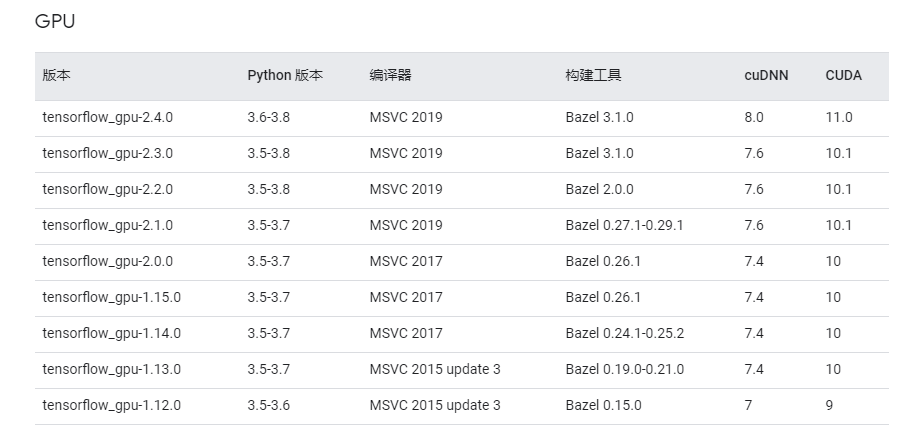 GPU
版本 Python 版本 编译器 构建工具 cuDNN CUDA
tensorflow_gpu-2.4.0 3.6-3.8 MSVC 2019 Bazel 3.1.0 8.0 11.0
tensorflow_gpu-2.3.0 3.5-3.8 MSVC 2019 Bazel 3.1.0 7.6 10.1
tensorflow_gpu-2.2.0 3.5-3.8 MSVC 2019 Bazel 2.0.0 7.6 10.1
tensorflow_gpu-2.1.0 3.5-3.7 MSVC 2019 Bazel 0.27.1-0.29.1 7.6 10.1
tensorflow_gpu-2.0.0 3.5-3.7 MSVC 2017 Bazel 0.26.1 7.4 10
tensorflow_gpu-1.15.0 3.5-3.7 MSVC 2017 Bazel 0.26.1 7.4 10
tensorflow_gpu-1.14.0 3.5-3.7 MSVC 2017 Bazel 0.24.1-0.25.2 7.4 10
tensorflow_gpu-1.13.0 3.5-3.7 MSVC 2015 update 3 Bazel 0.19.0-0.21.0 7.4 10
tensorflow_gpu-1.12.0 3.5-3.6 MSVC 2015 update 3 Bazel 0.15.0 7 9